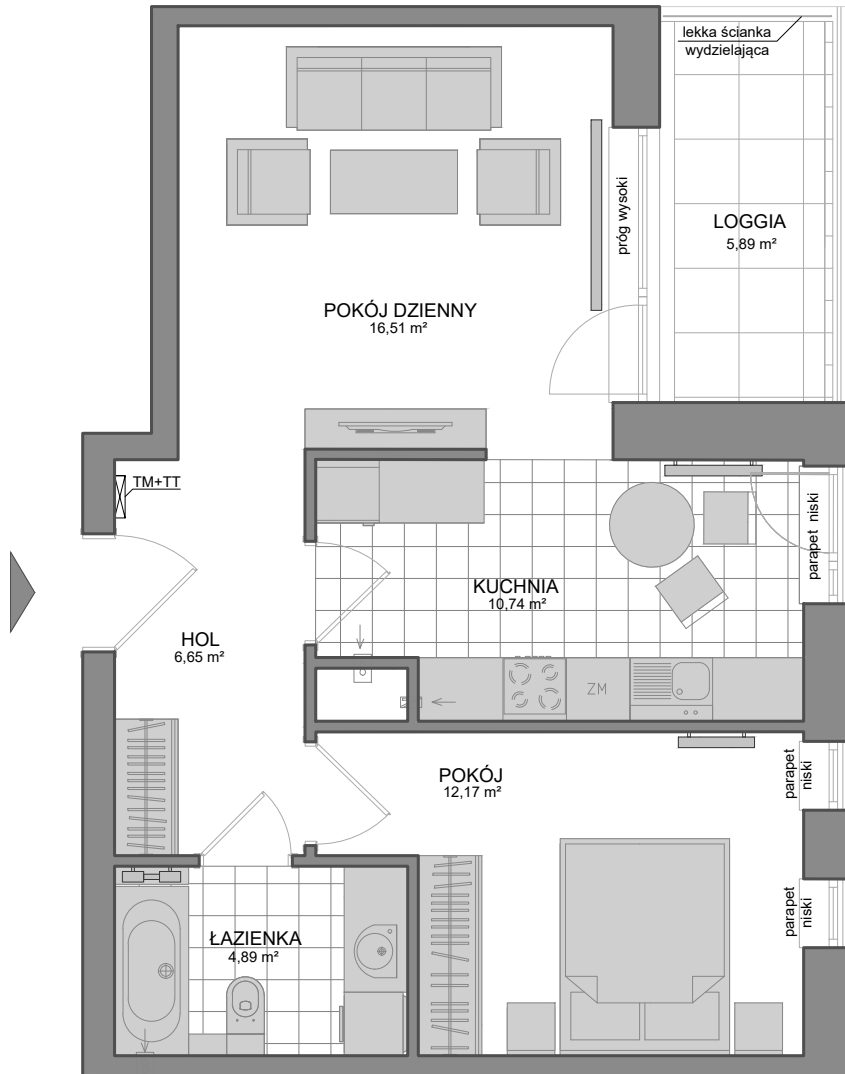 lekka ścianka
wydzielająca
próg wysoki
LOGGIA
5,89 m²
POKÓJ DZIENNY
16,51 m²
TM+TT
parapet niski
KUCHNIA
10,74 m²
HOL
6,65 m²
ZM
POKÓJ
12,17 m²
parapet
niski
parapet
niski
ŁAZIENKA
4,89 m²